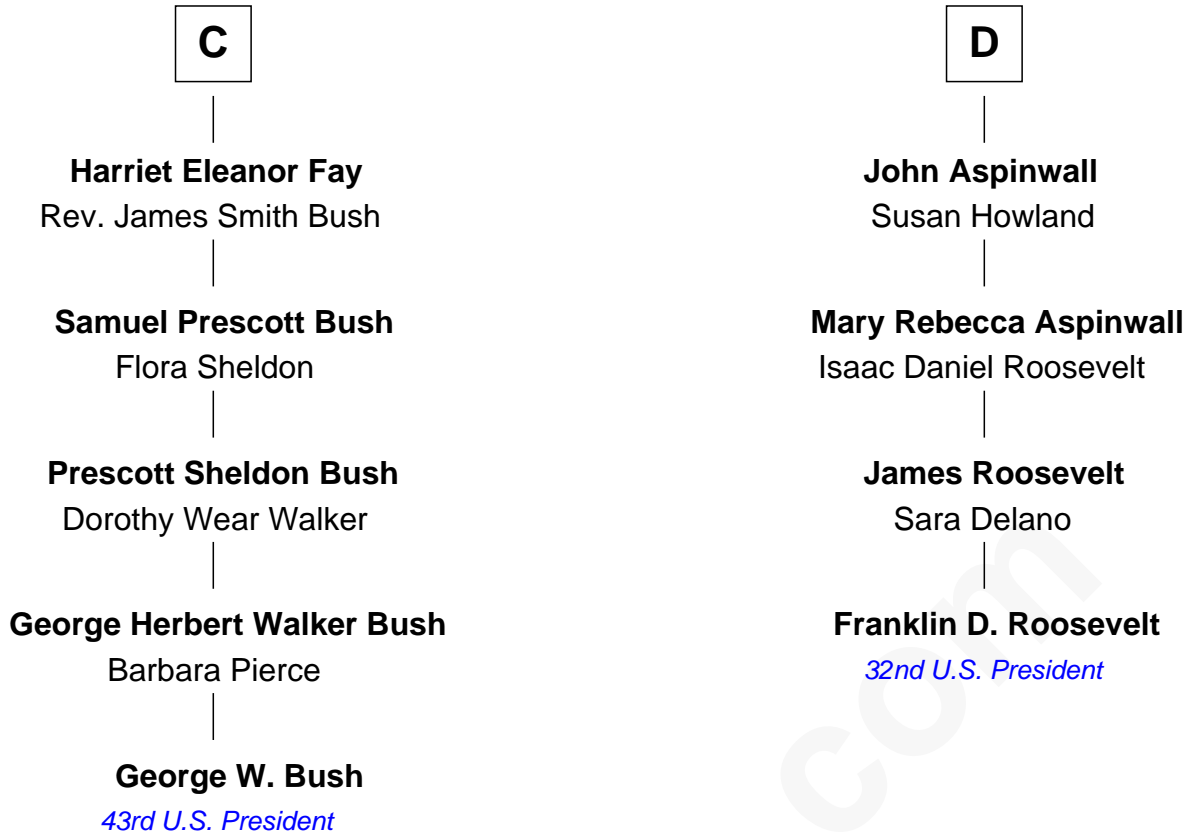 C
Harriet Eleanor Fay
Rev. James Smith Bush
Samuel Prescott Bush
Flora Sheldon
Prescott Sheldon Bush
Dorothy Wear Walker
George Herbert Walker Bush
Barbara Pierce
George W. Bush
43rd U.S. President
D
John Aspinwall
Susan Howland
Mary Rebecca Aspinwall
Isaac Daniel Roosevelt
James Roosevelt
Sara Delano
Franklin D. Roosevelt
32nd U.S. President
com